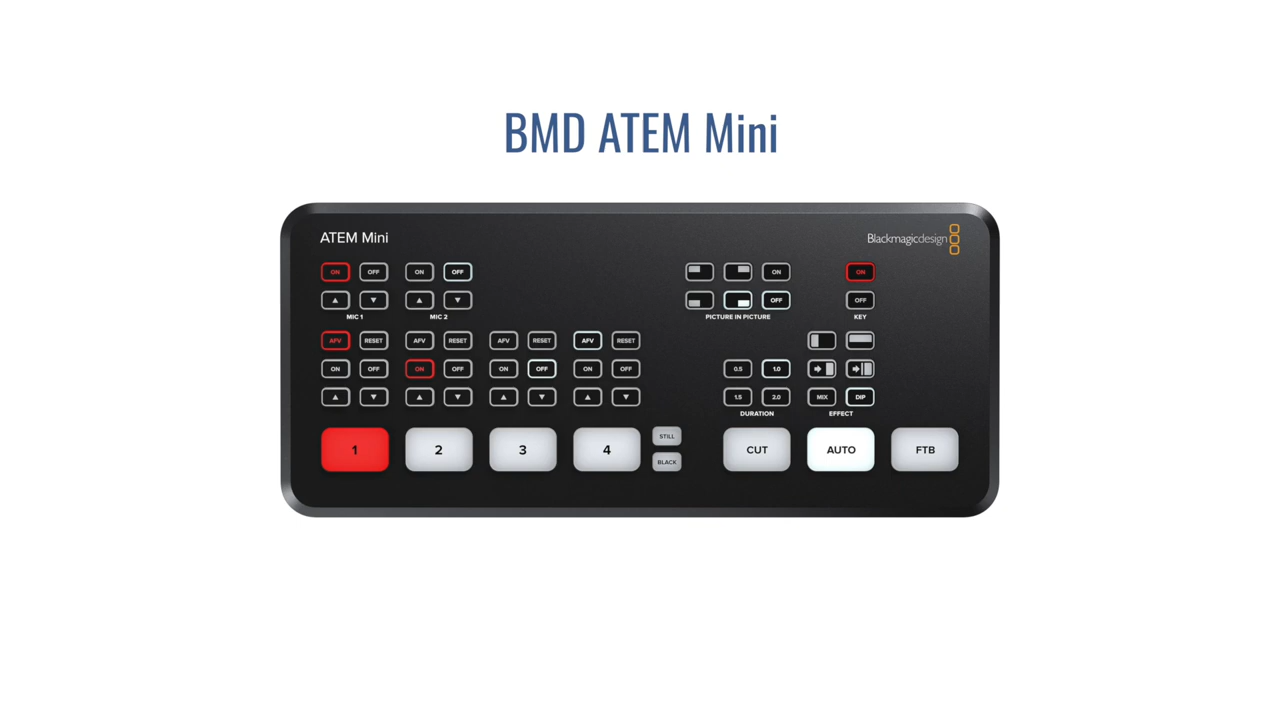 BMD ATEM Mini
ATEM Mini
Blackmagicdesign
ON OFF ON OFF ON ON
▲ ▼ ▲ ▼ OFF OFF
MIC 1 MIC 2 PICTURE IN PICTURE KEY
AFV RESET AFV RESET AFV RESET AFV RESET
ON OFF ON OFF ON OFF ON OFF 0.5 1.0
▲ ▼ ▲ ▼ ▲ ▼ ▲ ▼ 1.5 2.0 MIX DIP
DURATION EFFECT
STILL
1 2 3 4 CUT AUTO FTB
BLACK